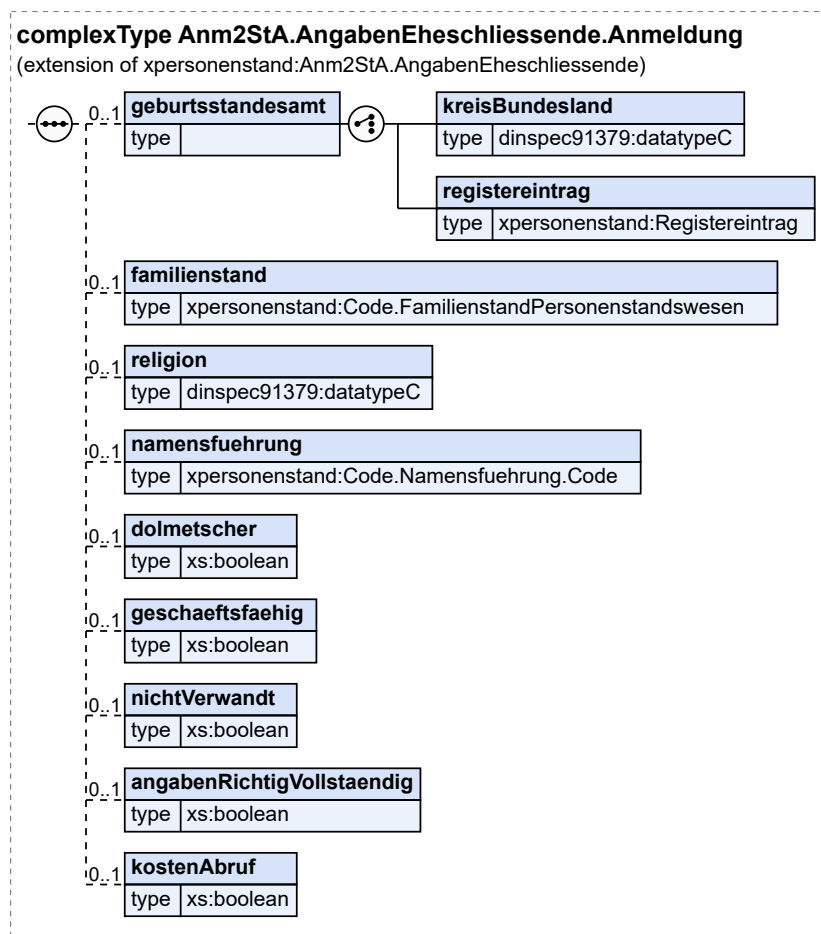 complexType Anm2StA.AngabenEheschliessende.Anmeldung
(extension of xpersonenstand:Anm2StA.AngabenEheschliessende)
0..1 geburtsstandesamt
type
kreisBundesland
type dinspec91379:datatypeC
registereintrag
type xpersonenstand:Registereintrag
0..1 familienstand
type xpersonenstand:Code.FamilienstandPersonenstandswesen
0..1 religion
type dinspec91379:datatypeC
0..1 namensfuehrung
type xpersonenstand:Code.Namensfuehrung.Code
0..1 dolmetscher
type xs:boolean
0..1 geschaeftsfaehig
type xs:boolean
0..1 nichtVerwandt
type xs:boolean
0..1 angabenRichtigVollstaendig
type xs:boolean
0..1 kostenAbruf
type xs:boolean